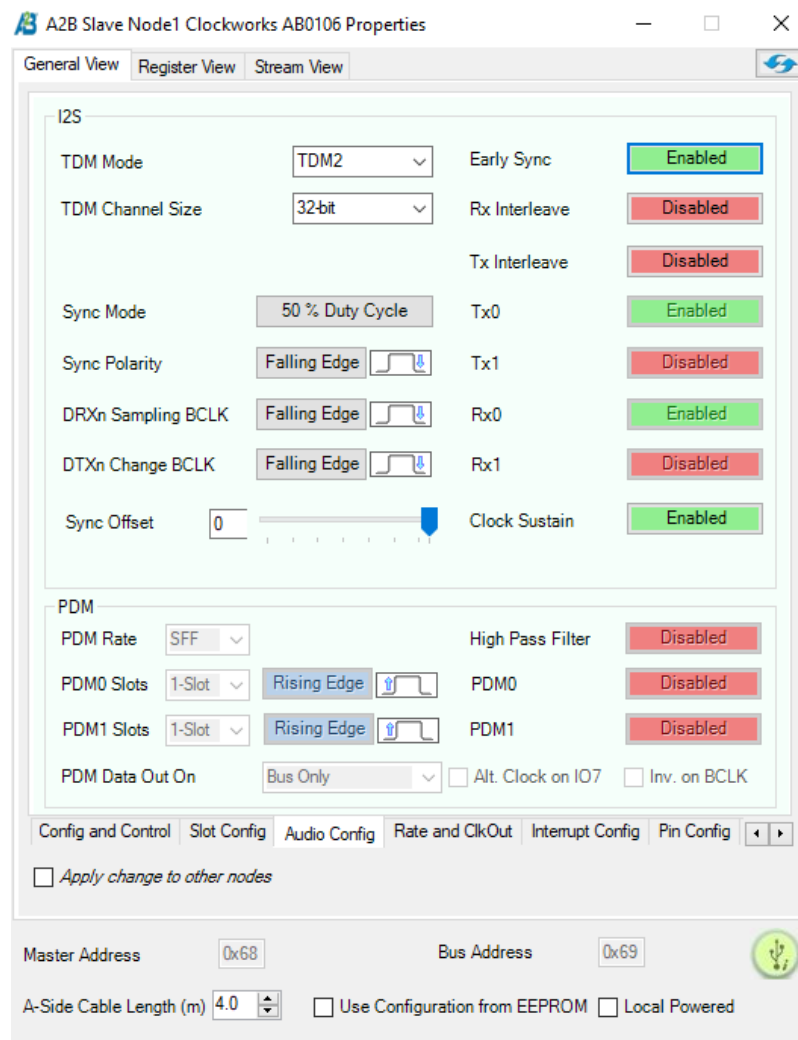 A2B Slave Node1 Clockworks AB0106 Properties
General View Register View Stream View
I2S
TDM Mode TDM2 Early Sync Enabled
TDM Channel Size 32-bit Rx Interleave Disabled
Tx Interleave Disabled
Sync Mode 50 % Duty Cycle Tx0 Enabled
Sync Polarity Falling Edge Tx1 Disabled
DRXn Sampling BCLK Falling Edge Rx0 Enabled
DTXn Change BCLK Falling Edge Rx1 Disabled
Sync Offset 0 Clock Sustain Enabled
PDM
PDM Rate SFF High Pass Filter Disabled
PDM0 Slots 1-Slot Rising Edge PDM0 Disabled
PDM1 Slots 1-Slot Rising Edge PDM1 Disabled
PDM Data Out On Bus Only Alt. Clock on IO7 Inv. on BCLK
Config and Control Slot Config Audio Config Rate and ClkOut Interrupt Config Pin Config
Apply change to other nodes
Master Address 0x68 Bus Address 0x69
A-Side Cable Length (m) 4.0 Use Configuration from EEPROM Local Powered